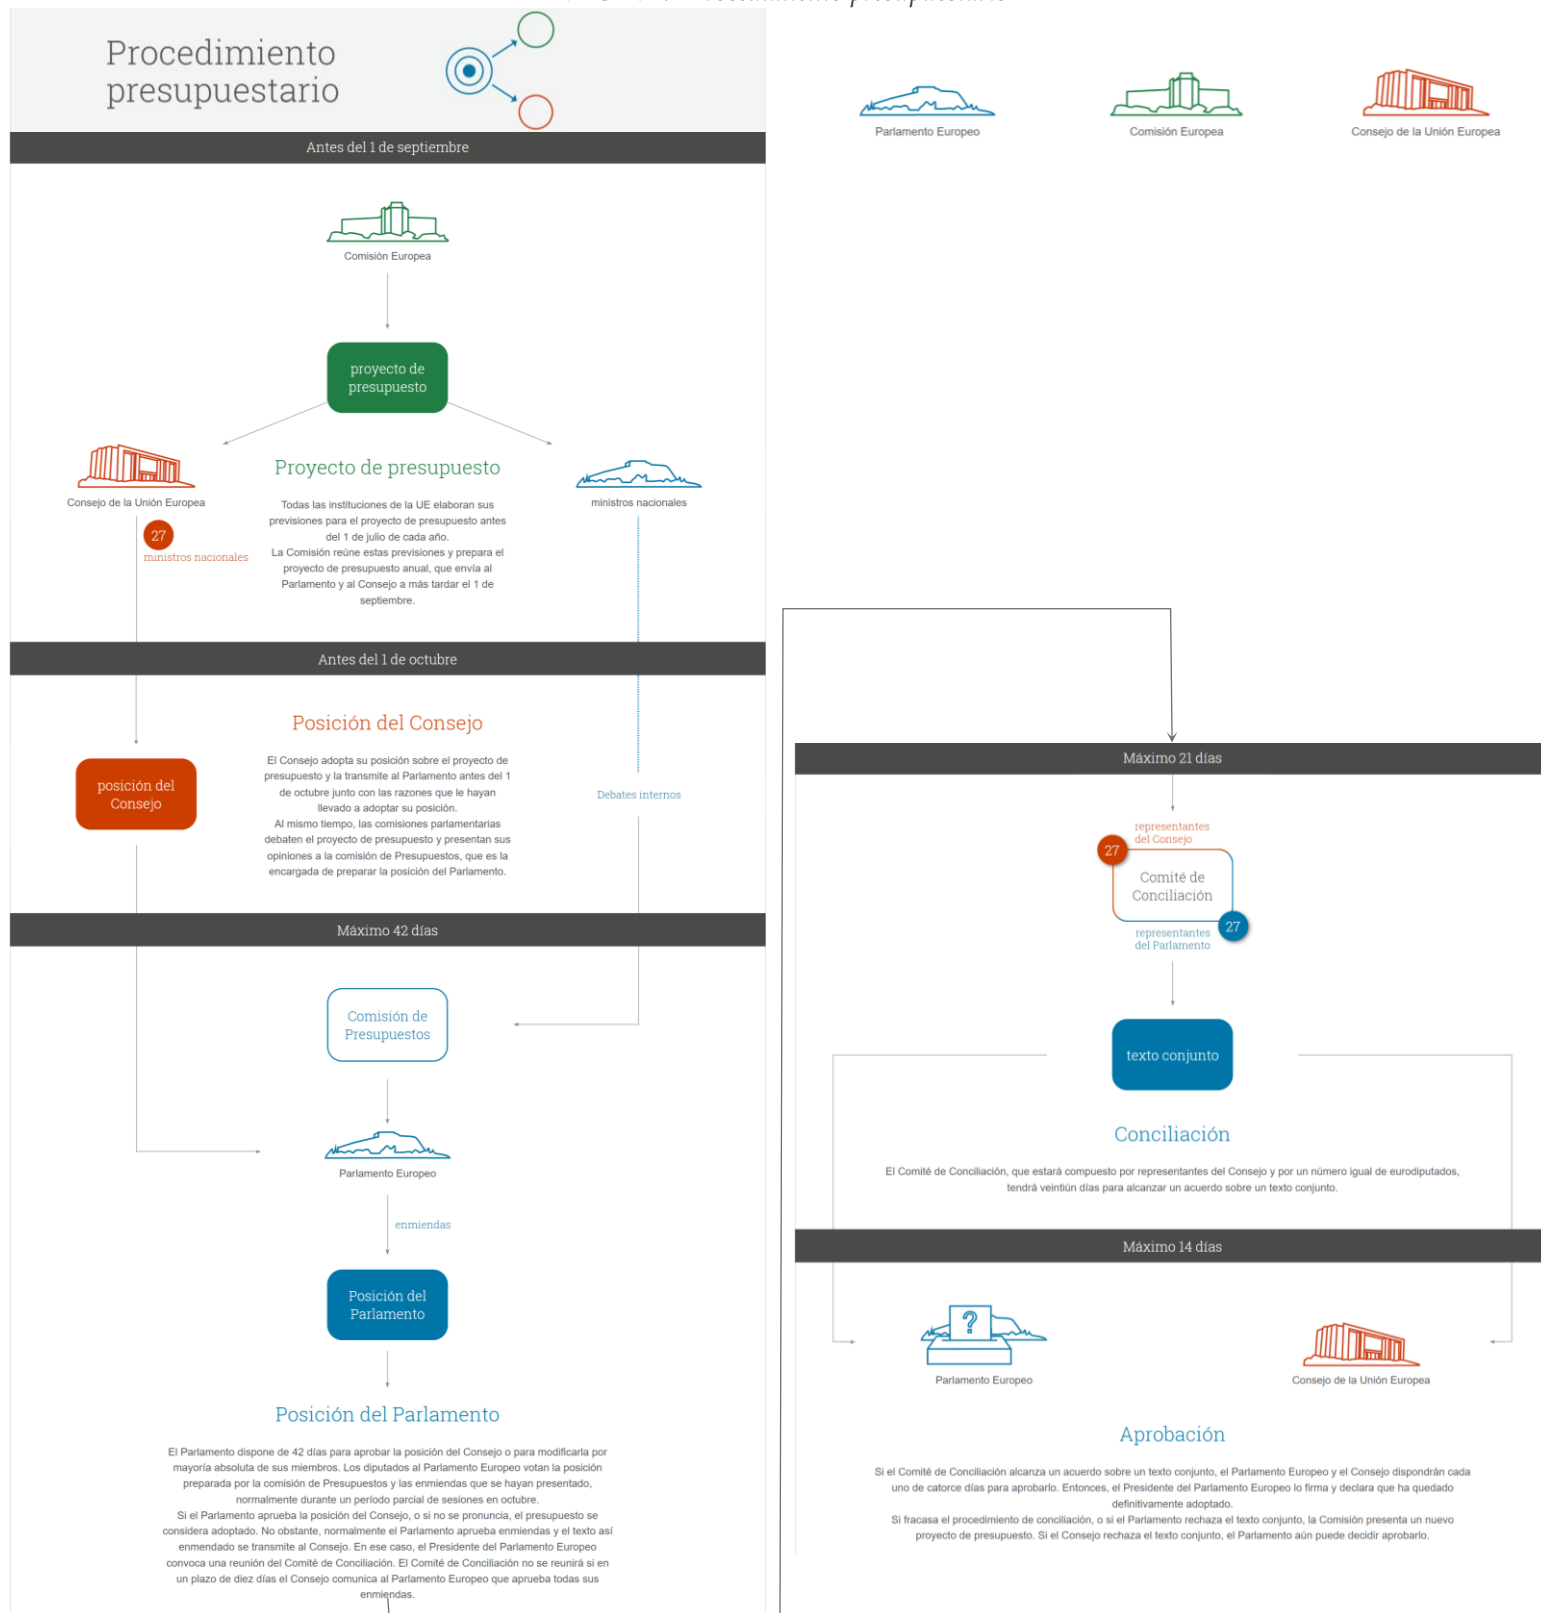 Procedimiento presupuestario
Procedimiento
presupuestario
Antes del 1 de septiembre
Comisión Europea
proyecto de
presupuesto
Consejo de la Unión Europea
27
ministros nacionales
Proyecto de presupuesto
Todas las instituciones de la UE elaboran sus
previsiones para el proyecto de presupuesto antes
del 1 de julio de cada año.
La Comisión reúne estas previsiones y prepara el
proyecto de presupuesto anual, que envía al
Parlamento y al Consejo a más tardar el 1 de
septiembre.
ministros nacionales
Antes del 1 de octubre
posición del
Consejo
Posición del Consejo
El Consejo adopta su posición sobre el proyecto de
presupuesto y la transmite al Parlamento antes del 1
de octubre junto con las razones que le hayan
llevado a adoptar su posición.
Al mismo tiempo, las comisiones parlamentarias
debaten el proyecto de presupuesto y presentan sus
opiniones a la comisión de Presupuestos, que es la
encargada de preparar la posición del Parlamento.
Debates internos
Máximo 42 días
Comisión de
Presupuestos
Parlamento Europeo
enmiendas
Posición del
Parlamento
Posición del Parlamento
El Parlamento dispone de 42 días para aprobar la posición del Consejo o para modificarla por
mayoría absoluta de sus miembros. Los diputados al Parlamento Europeo votan la posición
preparada por la comisión de Presupuestos y las enmiendas que se hayan presentado,
normalmente durante un período parcial de sesiones en octubre.
Si el Parlamento aprueba la posición del Consejo, o si no se pronuncia, el presupuesto se
considera adoptado. No obstante, normalmente el Parlamento aprueba enmiendas y el texto así
enmendado se transmite al Consejo. En ese caso, el Presidente del Parlamento Europeo
convoca una reunión del Comité de Conciliación. El Comité de Conciliación no se reunirá si en
un plazo de diez días el Consejo comunica al Parlamento Europeo que aprueba todas sus
enmiendas.
Parlamento Europeo
Comisión Europea
Consejo de la Unión Europea
Máximo 21 días
representantes
del Consejo
27
Comité de
Conciliación
27
representantes
del Parlamento
texto conjunto
Conciliación
El Comité de Conciliación, que estará compuesto por representantes del Consejo y por un número igual de eurodiputados,
tendrá veintiún días para alcanzar un acuerdo sobre un texto conjunto.
Máximo 14 días
?
Parlamento Europeo
Consejo de la Unión Europea
Aprobación
Si el Comité de Conciliación alcanza un acuerdo sobre un texto conjunto, el Parlamento Europeo y el Consejo dispondrán cada
uno de catorce días para aprobarlo. Entonces, el Presidente del Parlamento Europeo lo firma y declara que ha quedado
definitivamente adoptado.
Si fracasa el procedimiento de conciliación, o si el Parlamento rechaza el texto conjunto, la Comisión presenta un nuevo
proyecto de presupuesto. Si el Consejo rechaza el texto conjunto, el Parlamento aún puede decidir aprobarlo.